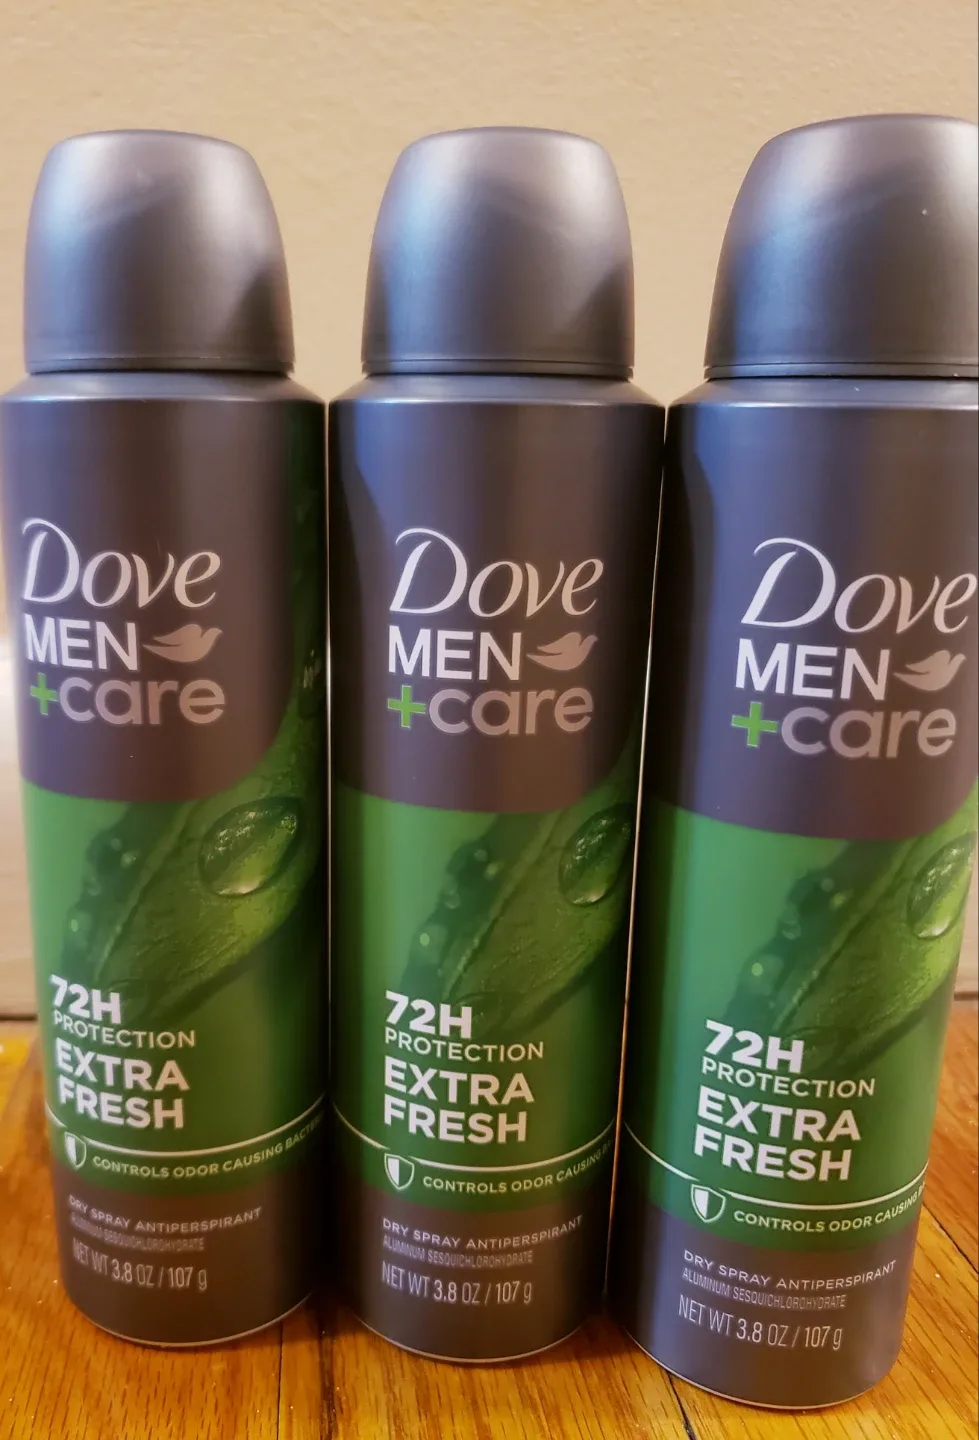 Dove
MEN
+care
72H
PROTECTION
EXTRA
FRESH
CONTROLS ODOR CAUSING
DRY SPRAY ANTIPERSPIRANT
ALUMINUM SESQUICHLOROHYDRATE
NET WT 3.8 OZ / 107 g
Dove
MEN
+care
72H
PROTECTION
EXTRA
FRESH
CONTROLS ODOR CAUSING
DRY SPRAY ANTIPERSPIRANT
ALUMINUM SESQUICHLOROHYDRATE
NET WT 3.8 OZ / 107 g
Dove
MEN
+care
72H
PROTECTION
EXTRA
FRESH
CONTROLS ODOR CAUSING
DRY SPRAY ANTIPERSPIRANT
ALUMINUM SESQUICHLOROHYDRATE
NET WT 3.8 OZ / 107 g